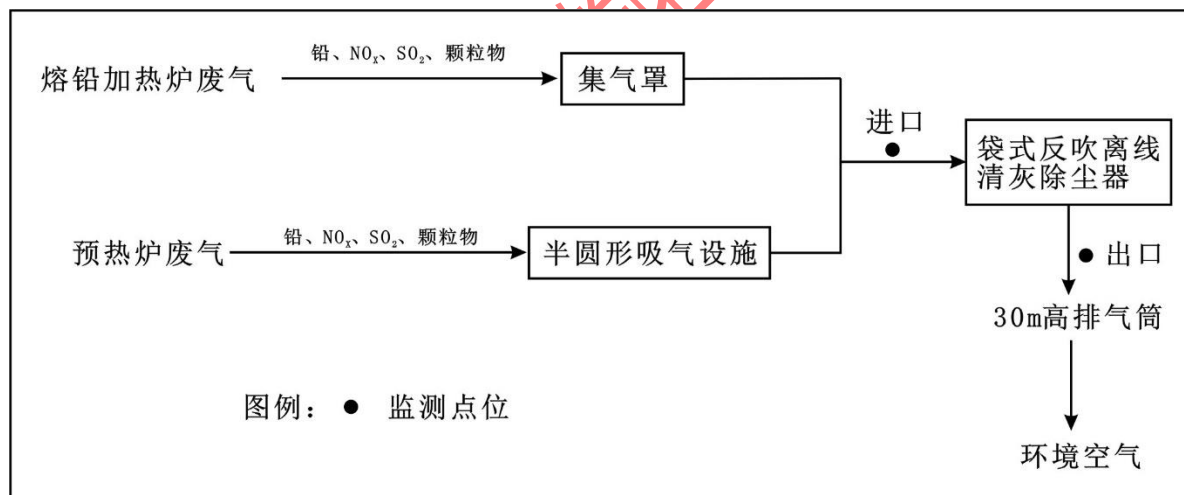 铅、NOₓ、SO₂、颗粒物
熔铅加热炉废气
集气罩
进口
袋式反吹离线
清灰除尘器
铅、NOₓ、SO₂、颗粒物
预热炉废气
半圆形吸气设施
出口
30m高排气筒
图例： ● 监测点位
环境空气